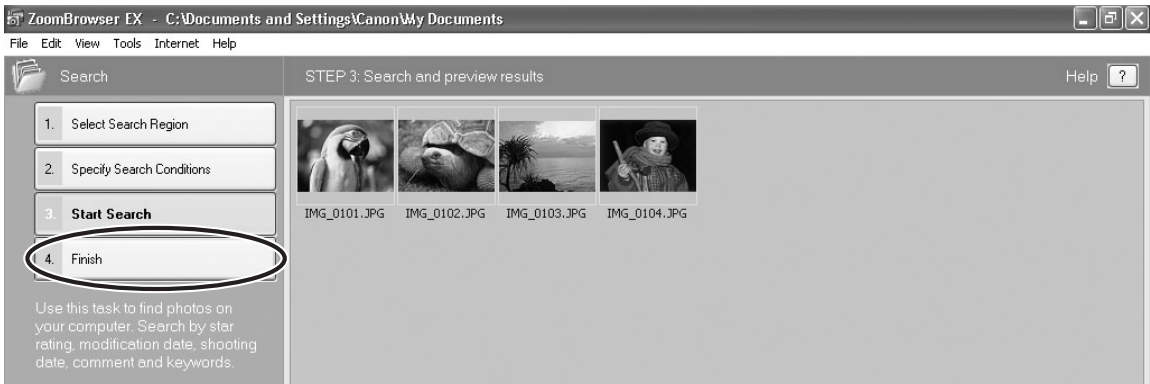 ZoomBrowser EX - C:\Documents and Settings\Canon\My Documents
File Edit View Tools Internet Help
Search
STEP 3: Search and preview results
Help ?
1. Select Search Region
2. Specify Search Conditions
3. Start Search
4. Finish
Use this task to find photos on
your computer. Search by star
rating, modification date, shooting
date, comment and keywords.
IMG_0101.JPG IMG_0102.JPG IMG_0103.JPG IMG_0104.JPG